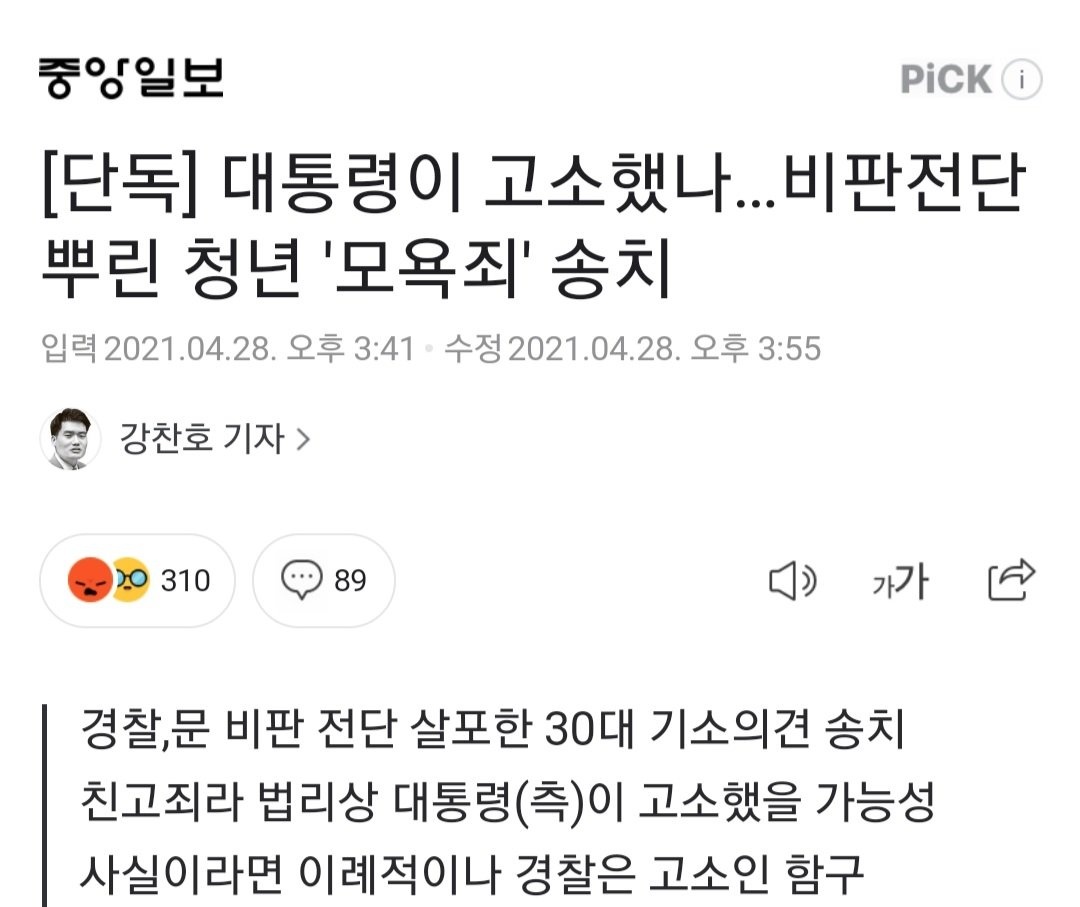 중앙일보
PiCK i
[단독] 대통령이 고소했나...비판전단
뿌린 청년 '모욕죄' 송치
입력 2021.04.28. 오후 3:41 · 수정 2021.04.28. 오후 3:55
강찬호 기자 >
310
89
가가
경찰,문 비판 전단 살포한 30대 기소의견 송치
친고죄라 법리상 대통령(측)이 고소했을 가능성
사실이라면 이례적이나 경찰은 고소인 함구